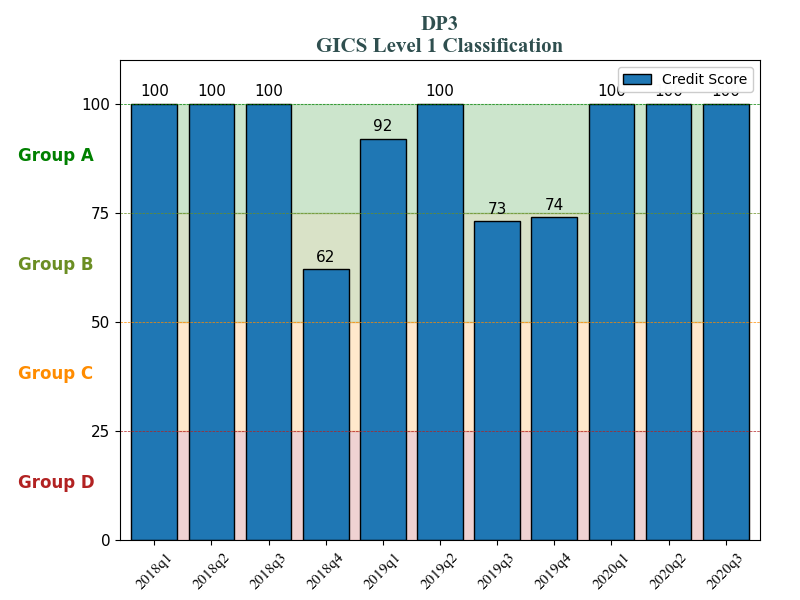 DP3
GICS Level 1 Classification
Credit Score
100 100 100 62 92 100 73 74 100 100 100
100
75
50
25
0
Group A
Group B
Group C
Group D
2018q1 2018q2 2018q3 2018q4 2019q1 2019q2 2019q3 2019q4 2020q1 2020q2 2020q3